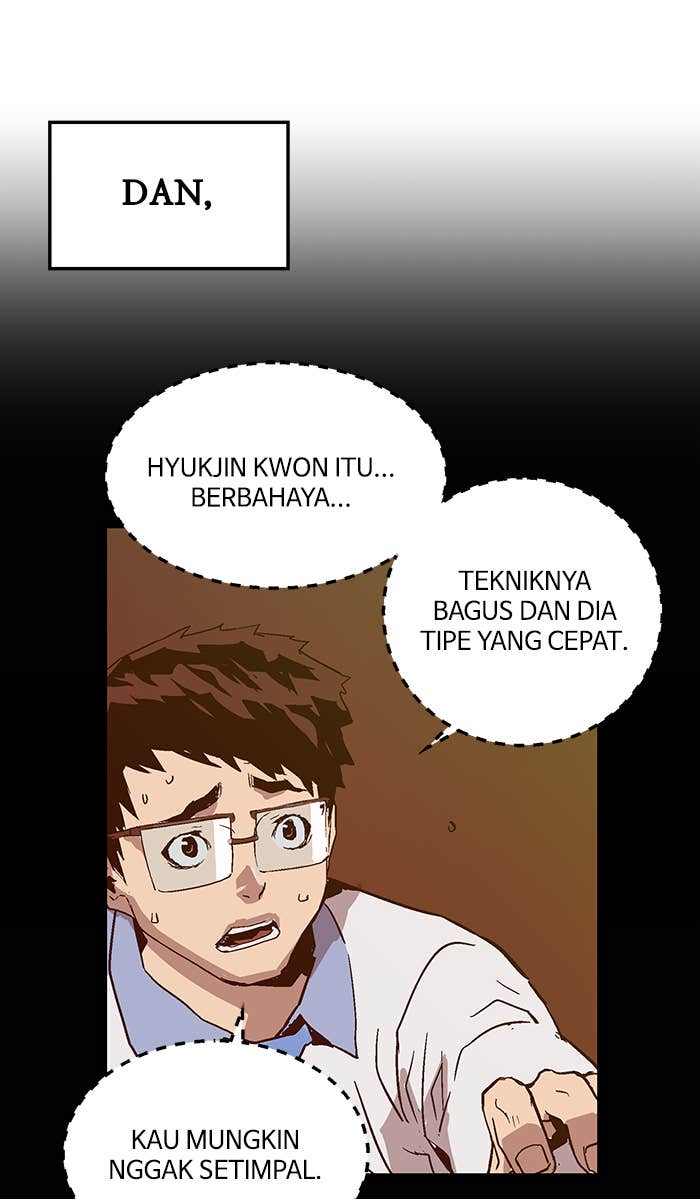 DAN,
HYUKJIN KWON ITU...
BERBAHAYA...
TEKNIKNYA
BAGUS DAN DIA
TIPE YANG CEPAT.
KAU MUNGKIN
NGGAK SETIMPAL.